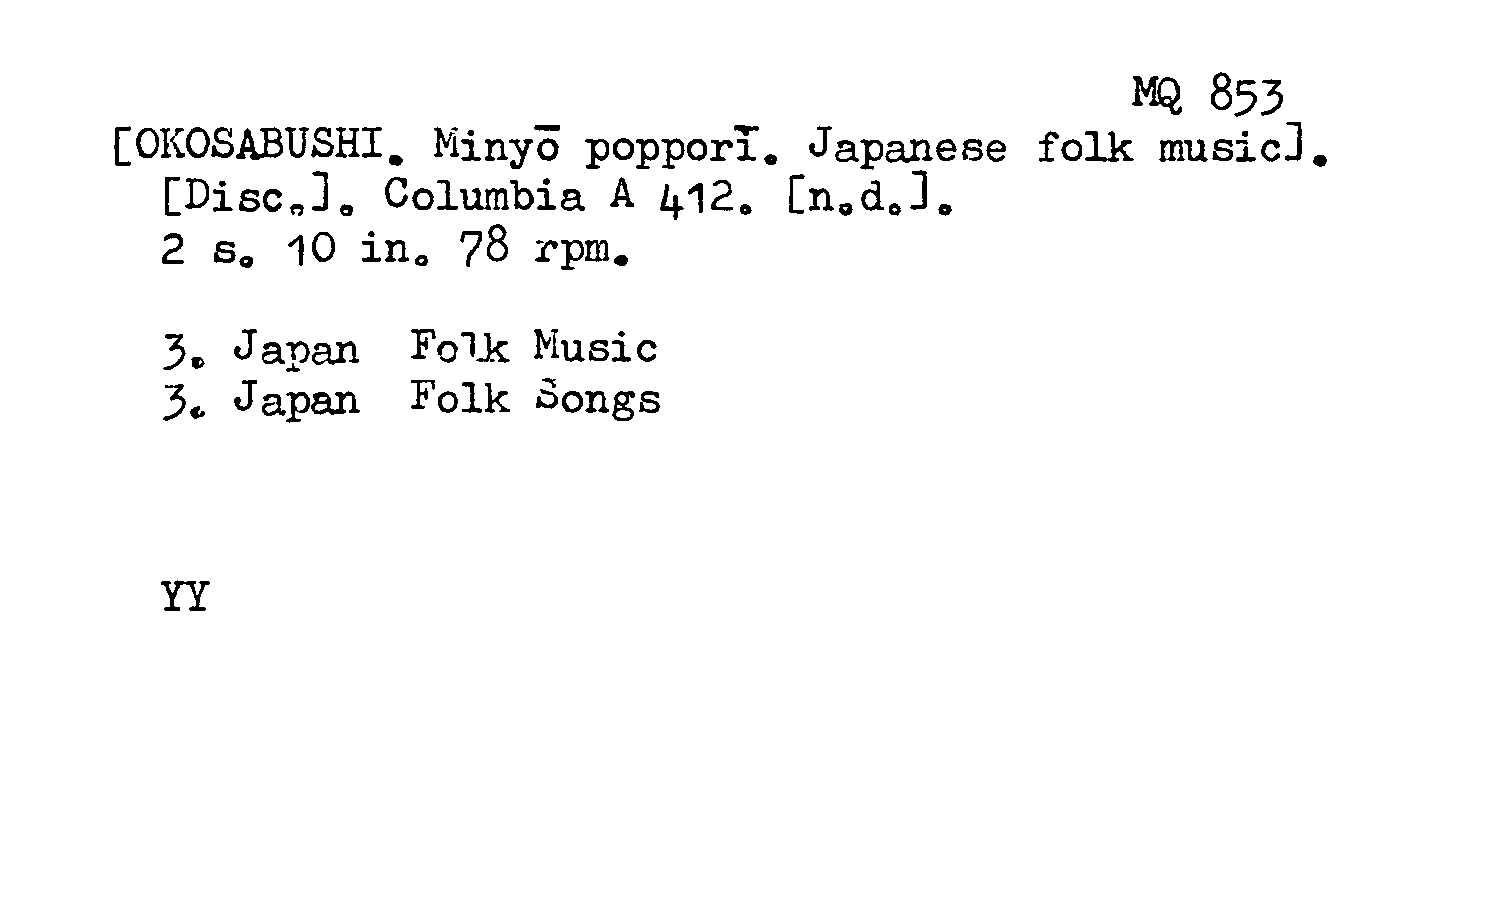 MQ 853
[OKOSABUSHI. Minyō popporī. Japanese folk music].
[Disc.]. Columbia A 412. [n.d.].
2 s. 10 in. 78 rpm.
3. Japan Folk Music
3. Japan Folk Songs
YY